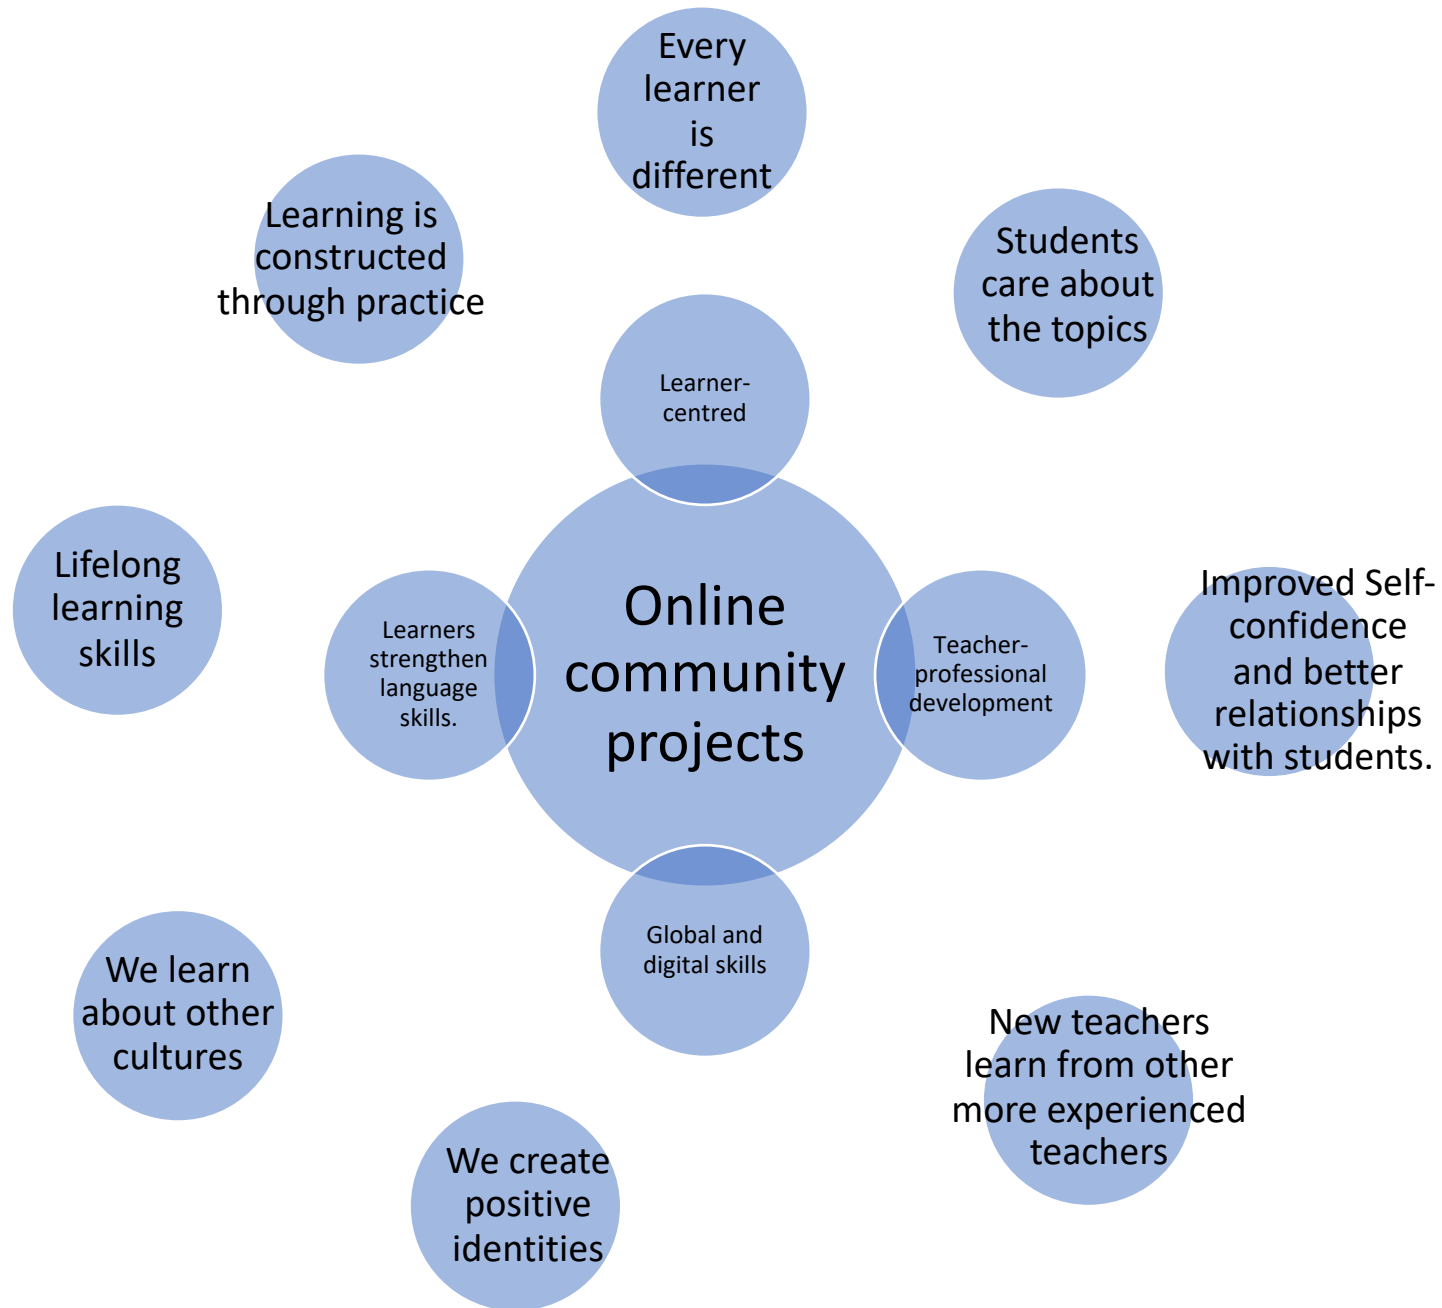 Every
learner
is
different
Learning is
constructed
through practice
Students
care about
the topics
Learner-
centred
Lifelong
learning
skills
Learners
strengthen
language
skills.
Online
community
projects
Teacher-
professional
development
Improved Self-
confidence
and better
relationships
with students.
Global and
digital skills
We learn
about other
cultures
New teachers
learn from other
more experienced
teachers
We create
positive
identities